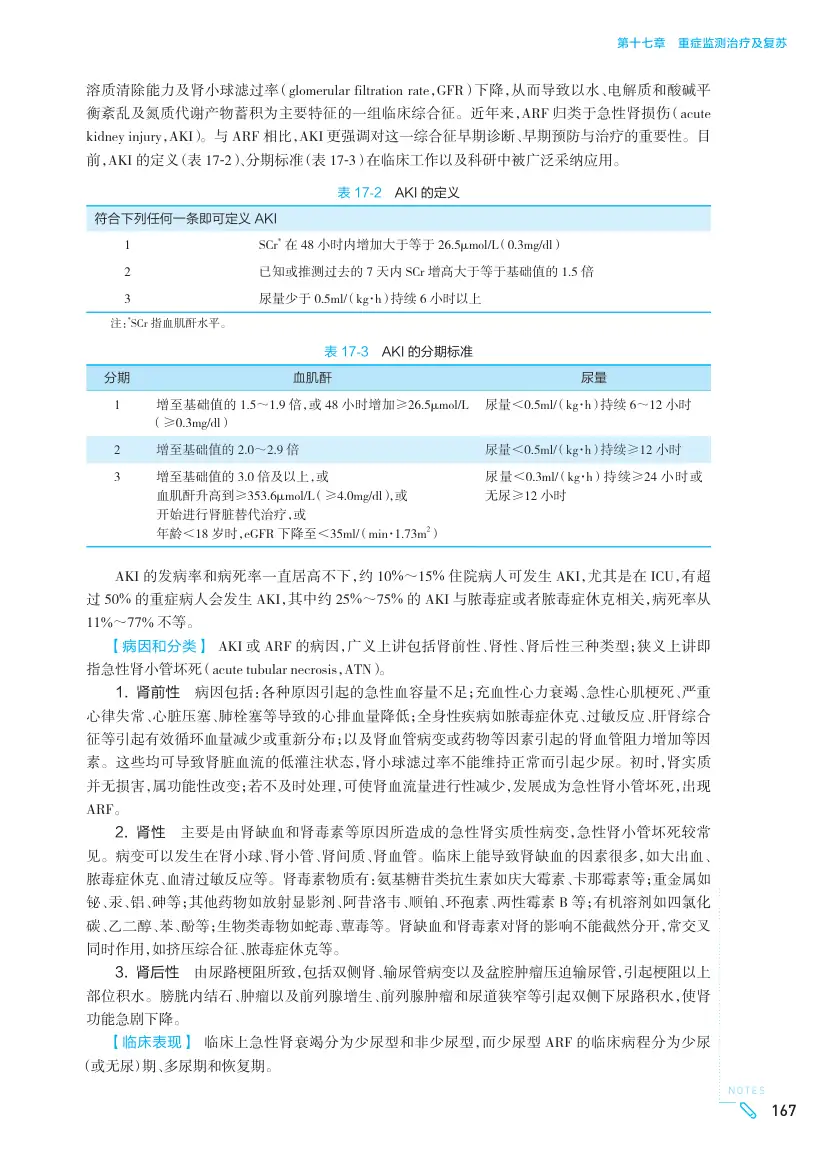 第十七章 重症监测治疗及复苏
溶质清除能力及肾小球滤过率(glomerular filtration rate,GFR)下降,从而导致以水、电解质和酸碱平
衡紊乱及氮质代谢产物蓄积为主要特征的一组临床综合征。近年来,ARF 归类于急性肾损伤(acute
kidney injury,AKI)。与 ARF 相比,AKI 更强调对这一综合征早期诊断、早期预防与治疗的重要性。目
前,AKI 的定义(表 17-2)、分期标准(表 17-3)在临床工作以及科研中被广泛采纳应用。
表 17-2 AKI 的定义
符合下列任何一条即可定义 AKI
1 SCr* 在 48 小时内增加大于等于 26.5μmol/L(0.3mg/dl)
2 已知或推测过去的 7 天内 SCr 增高大于等于基础值的 1.5 倍
3 尿量少于 0.5ml/(kg·h)持续 6 小时以上
注:*SCr 指血肌酐水平。
表 17-3 AKI 的分期标准
分期 血肌酐 尿量
1 增至基础值的 1.5～1.9 倍,或 48 小时增加≥26.5μmol/L 尿量＜0.5ml/(kg·h)持续 6～12 小时
(≥0.3mg/dl)
2 增至基础值的 2.0～2.9 倍 尿量＜0.5ml/(kg·h)持续≥12 小时
3 增至基础值的 3.0 倍及以上,或 尿量＜0.3ml/(kg·h)持续≥24 小时或
血肌酐升高到≥353.6μmol/L(≥4.0mg/dl),或 无尿≥12 小时
开始进行肾脏替代治疗,或
年龄＜18 岁时,eGFR 下降至＜35ml/(min·1.73m²)
AKI 的发病率和病死率一直居高不下,约 10%～15% 住院病人可发生 AKI,尤其是在 ICU,有超
过 50% 的重症病人会发生 AKI,其中约 25%～75% 的 AKI 与脓毒症或者脓毒症休克相关,病死率从
11%～77% 不等。
【病因和分类】 AKI 或 ARF 的病因,广义上讲包括肾前性、肾性、肾后性三种类型;狭义上讲即
指急性肾小管坏死(acute tubular necrosis,ATN)。
1. 肾前性 病因包括:各种原因引起的急性血容量不足;充血性心力衰竭、急性心肌梗死、严重
心律失常、心脏压塞、肺栓塞等导致的心排血量降低;全身性疾病如脓毒症休克、过敏反应、肝肾综合
征等引起有效循环血量减少或重新分布;以及肾血管病变或药物等因素引起的肾血管阻力增加等因
素。这些均可导致肾脏血流的低灌注状态,肾小球滤过率不能维持正常而引起少尿。初时,肾实质
并无损害,属功能性改变;若不及时处理,可使肾血流量进行性减少,发展成为急性肾小管坏死,出现
ARF。
2. 肾性 主要是由肾缺血和肾毒素等原因所造成的急性肾实质性病变,急性肾小管坏死较常
见。病变可以发生在肾小球、肾小管、肾间质、肾血管。临床上能导致肾缺血的因素很多,如大出血、
脓毒症休克、血清过敏反应等。肾毒素物质有:氨基糖苷类抗生素如庆大霉素、卡那霉素等;重金属如
铋、汞、铝、砷等;其他药物如放射显影剂、阿昔洛韦、顺铂、环孢素、两性霉素 B 等;有机溶剂如四氯化
碳、乙二醇、苯、酚等;生物类毒物如蛇毒、蕈毒等。肾缺血和肾毒素对肾的影响不能截然分开,常交叉
同时作用,如挤压综合征、脓毒症休克等。
3. 肾后性 由尿路梗阻所致,包括双侧肾、输尿管病变以及盆腔肿瘤压迫输尿管,引起梗阻以上
部位积水。膀胱内结石、肿瘤以及前列腺增生、前列腺肿瘤和尿道狭窄等引起双侧下尿路积水,使肾
功能急剧下降。
【临床表现】 临床上急性肾衰竭分为少尿型和非少尿型,而少尿型 ARF 的临床病程分为少尿
(或无尿)期、多尿期和恢复期。
NOTES
167